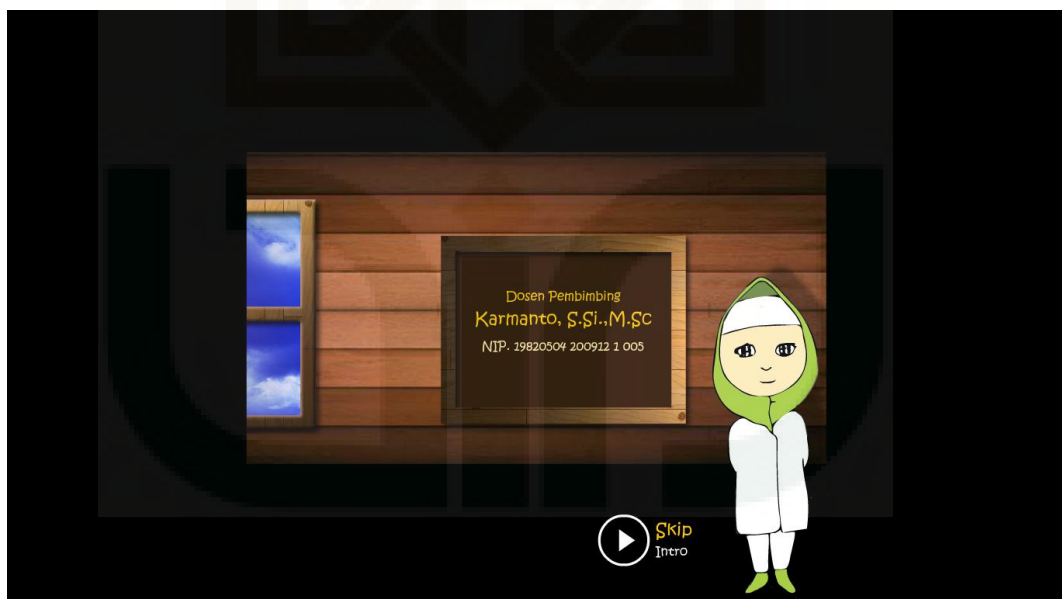 Dosen Pembimbing
Karmanto, S.Si.,M.Sc
NIP. 19820504 200912 1 005
Skip
Intro